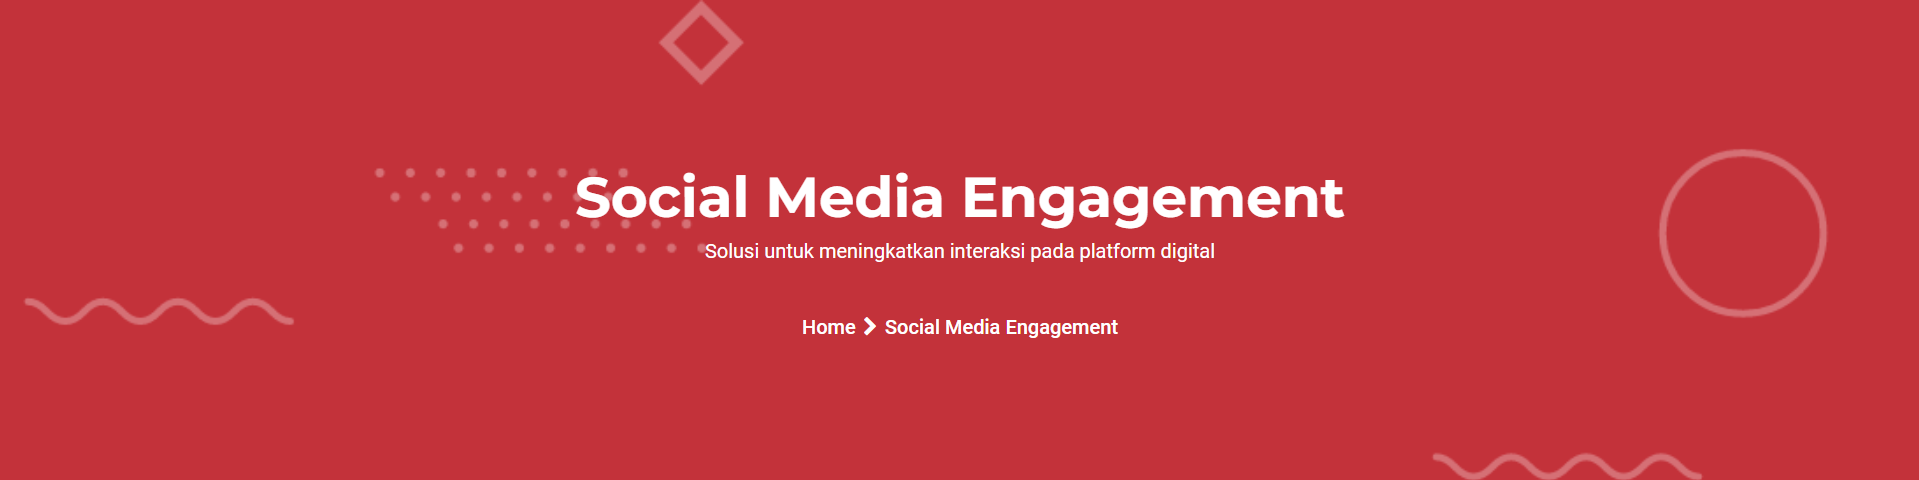 Social Media Engagement
Solusi untuk meningkatkan interaksi pada platform digital
Home Social Media Engagement